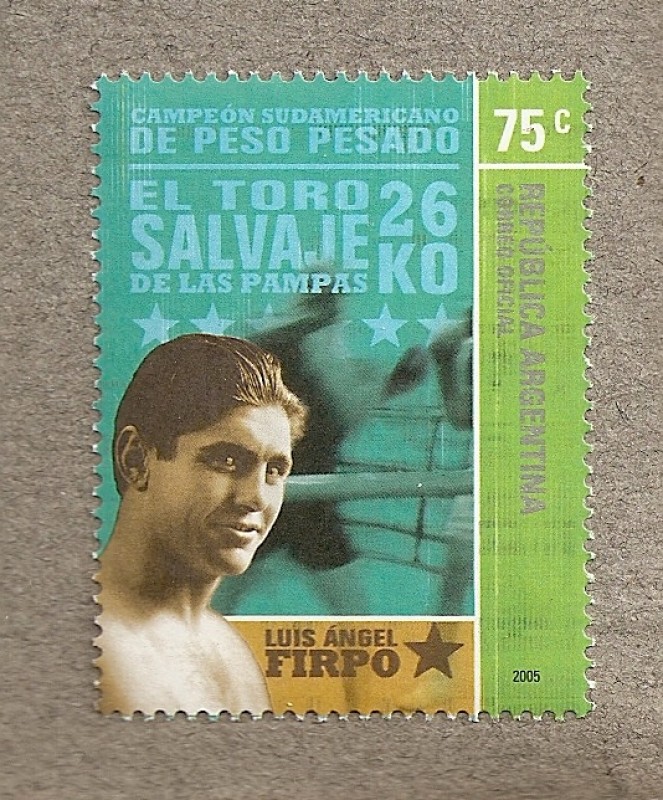 CAMPEÓN SUDAMERICANO
DE PESO PESADO
EL TORO
SALVAJE
DE LAS PAMPAS
26
KO
75 C
REPÚBLICA ARGENTINA
CORREO OFICIAL
LUIS ÁNGEL
FIRPO
2005